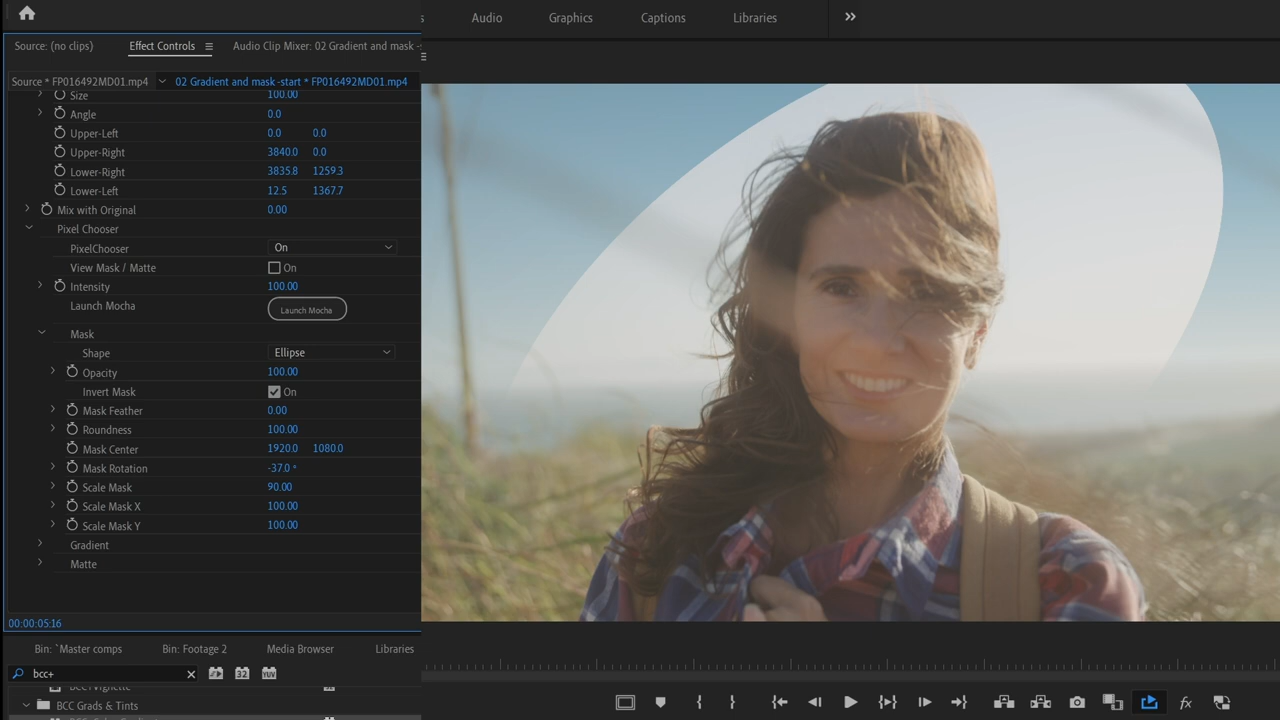 Audio
Graphics
Captions
Libraries
Source: (no clips)
Effect Controls
Audio Clip Mixer: 02 Gradient and mask -
Source * FP016492MD01.mp4
02 Gradient and mask -start * FP016492MD01.mp4
Size 100.00
Angle 0.0
Upper-Left 0.0 0.0
Upper-Right 3840.0 0.0
Lower-Right 3835.8 1259.3
Lower-Left 12.5 1367.7
Mix with Original 0.00
Pixel Chooser
PixelChooser On
View Mask / Matte On
Intensity 100.00
Launch Mocha Launch Mocha
Mask
Shape Ellipse
Opacity 100.00
Invert Mask On
Mask Feather 0.00
Roundness 100.00
Mask Center 1920.0 1080.0
Mask Rotation -37.0 °
Scale Mask 90.00
Scale Mask X 100.00
Scale Mask Y 100.00
Gradient
Matte
00:00:05:16
Bin: `Master comps
Bin: Footage 2
Media Browser
Libraries
bcc+
32
YUV
BCC+Vignette
BCC Grads & Tints
fx